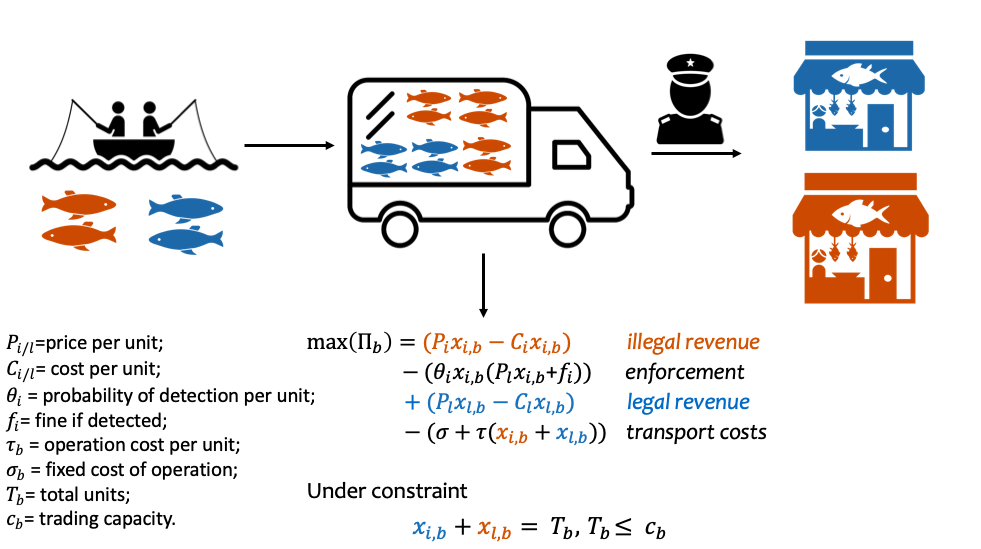 P_{i/l}=price per unit;
C_{i/l}= cost per unit;
θ_i = probability of detection per unit;
f_i= fine if detected;
τ_b = operation cost per unit;
σ_b = fixed cost of operation;
T_b= total units;
c_b= trading capacity.
max(Π_b) = (P_i x_{i,b} − C_i x_{i,b}) illegal revenue
− (θ_i x_{i,b}(P_l x_{i,b}+f_i)) enforcement
+ (P_l x_{l,b} − C_l x_{l,b}) legal revenue
− (σ + τ(x_{i,b} + x_{l,b})) transport costs
Under constraint
x_{i,b} + x_{l,b} = T_b, T_b ≤ c_b